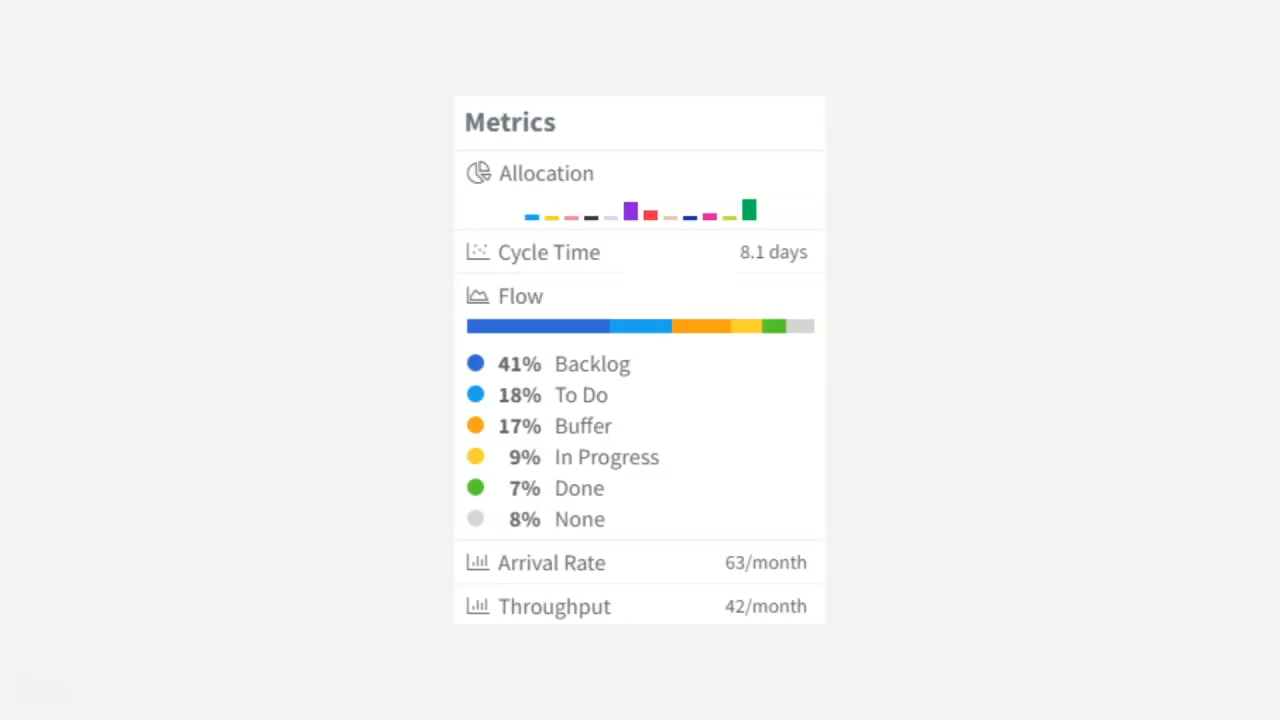 Metrics
Allocation
Cycle Time 8.1 days
Flow
41% Backlog
18% To Do
17% Buffer
9% In Progress
7% Done
8% None
Arrival Rate 63/month
Throughput 42/month